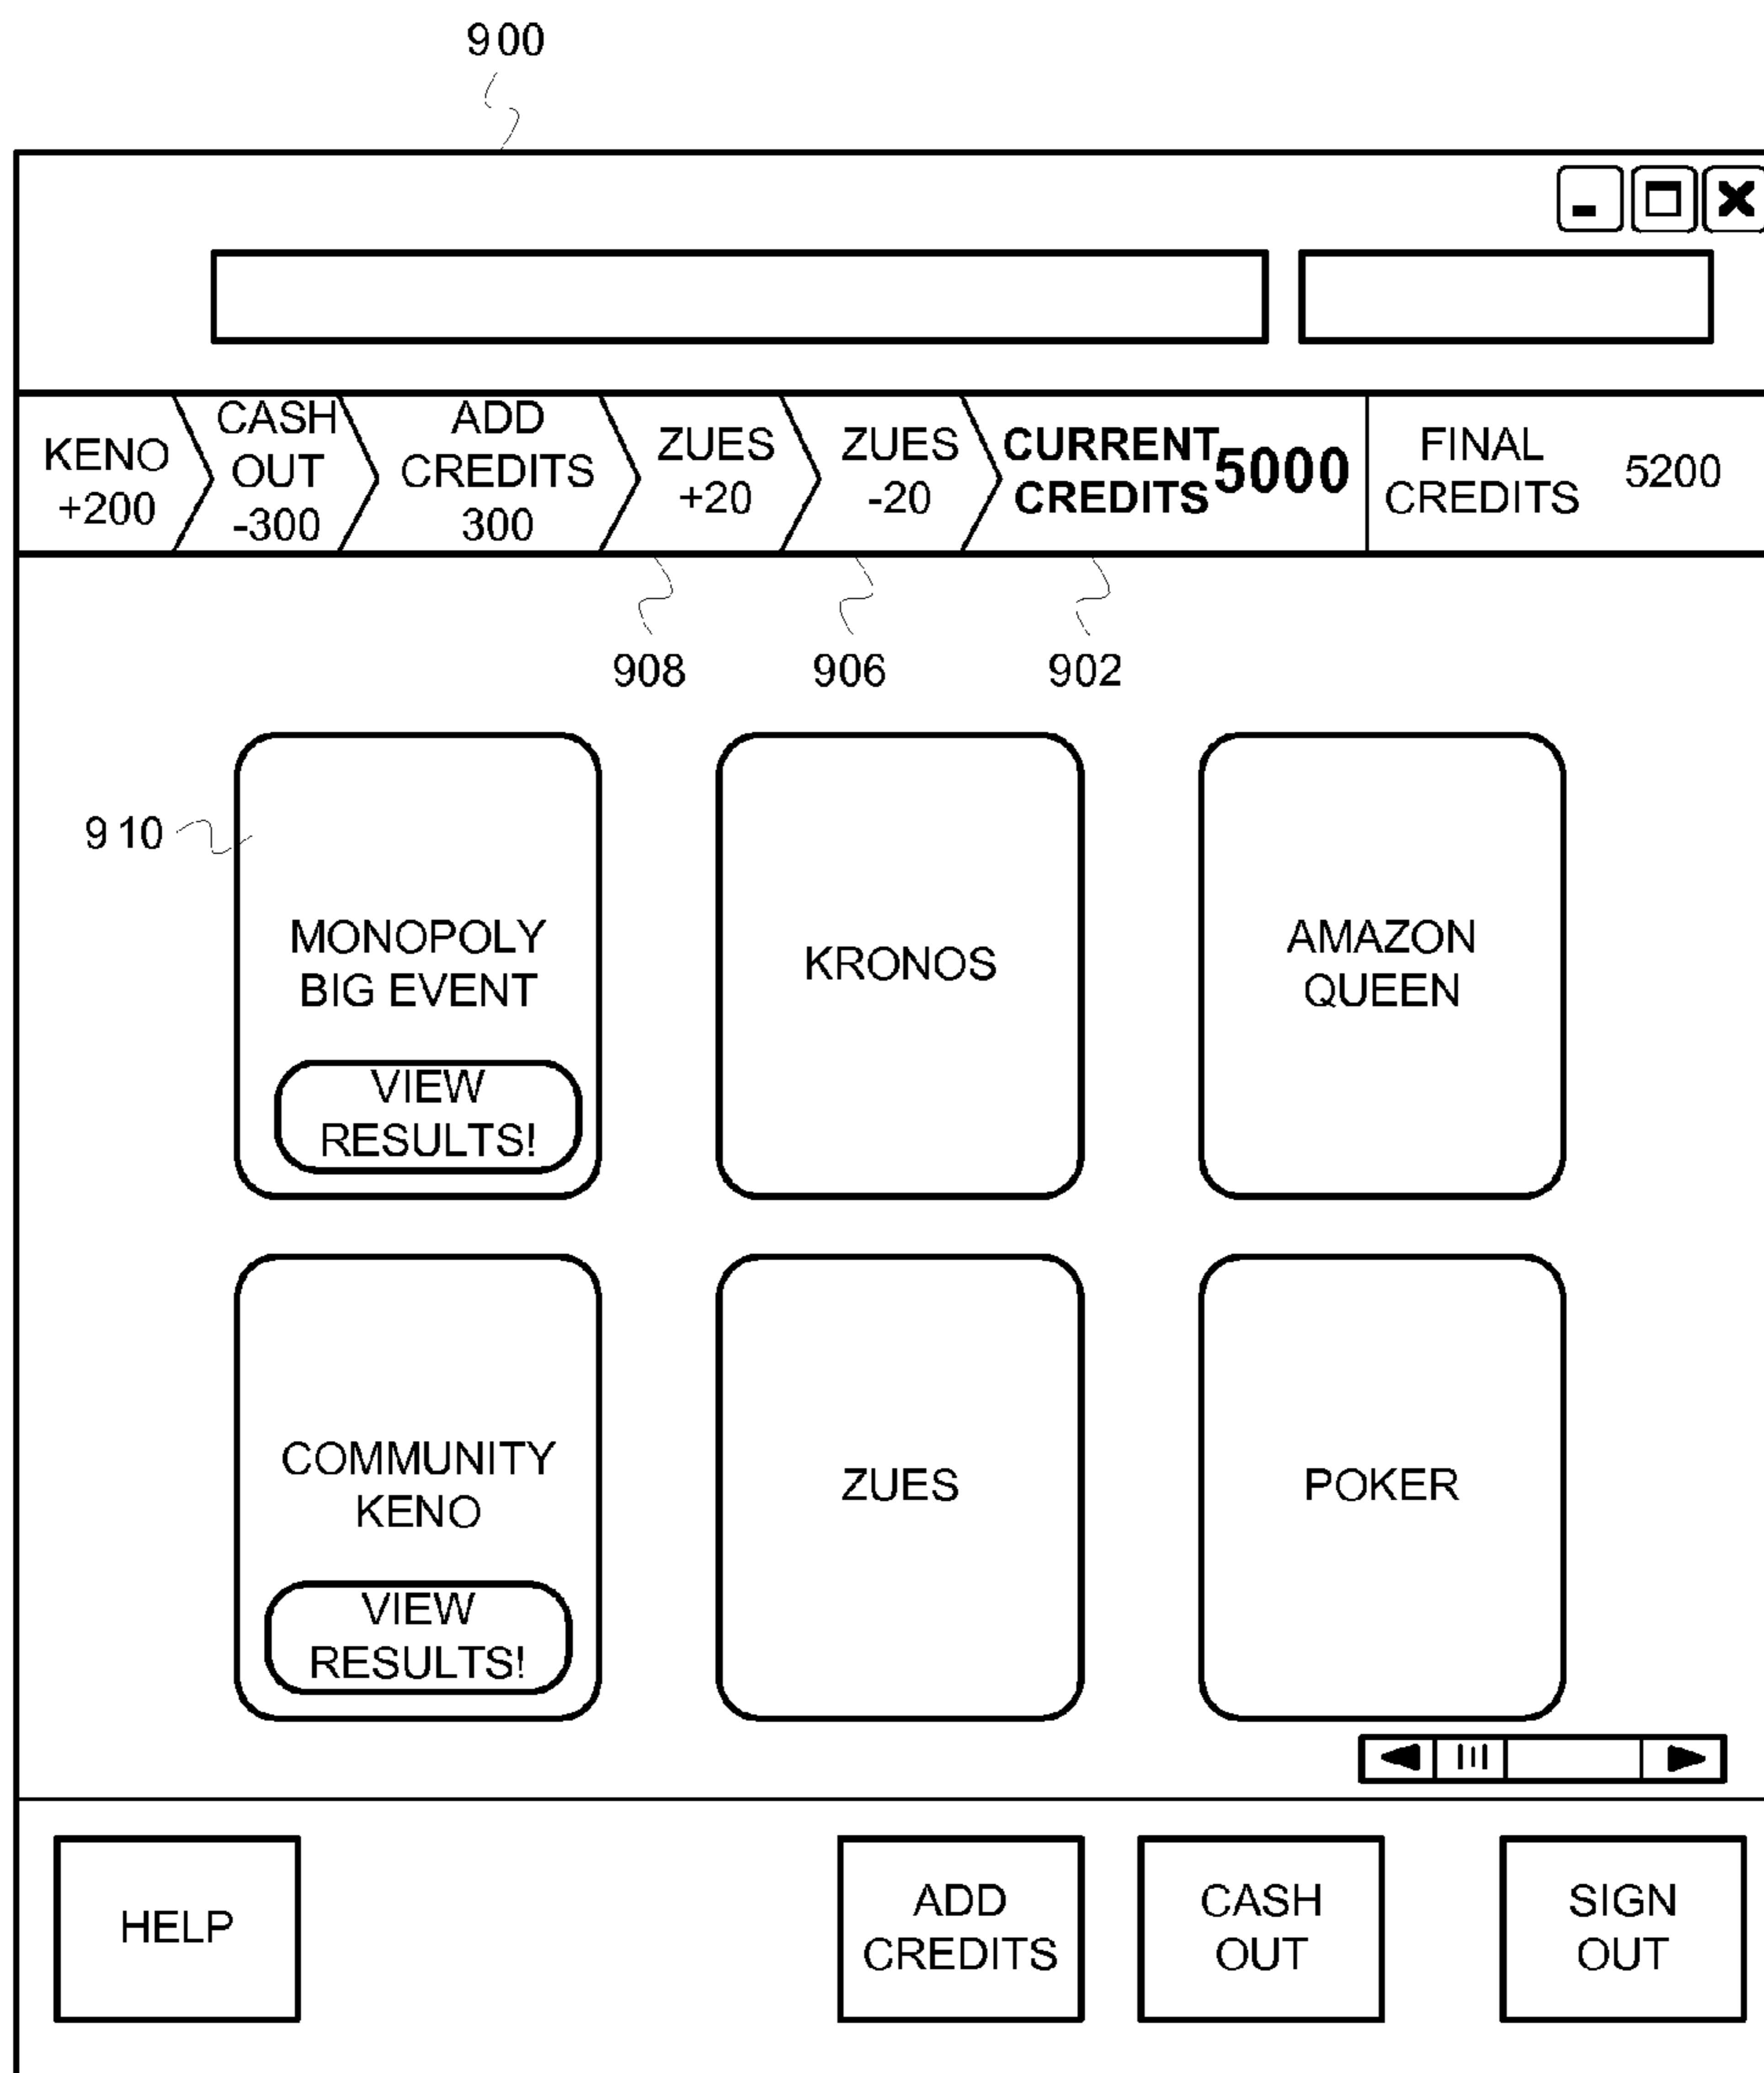 900
KENO
+200
CASH
OUT
-300
ADD
CREDITS
300
ZUES
+20
ZUES
-20
CURRENT
CREDITS
5000
FINAL
CREDITS
5200
908
906
902
910
MONOPOLY
BIG EVENT
VIEW
RESULTS!
KRONOS
AMAZON
QUEEN
COMMUNITY
KENO
VIEW
RESULTS!
ZUES
POKER
HELP
ADD
CREDITS
CASH
OUT
SIGN
OUT